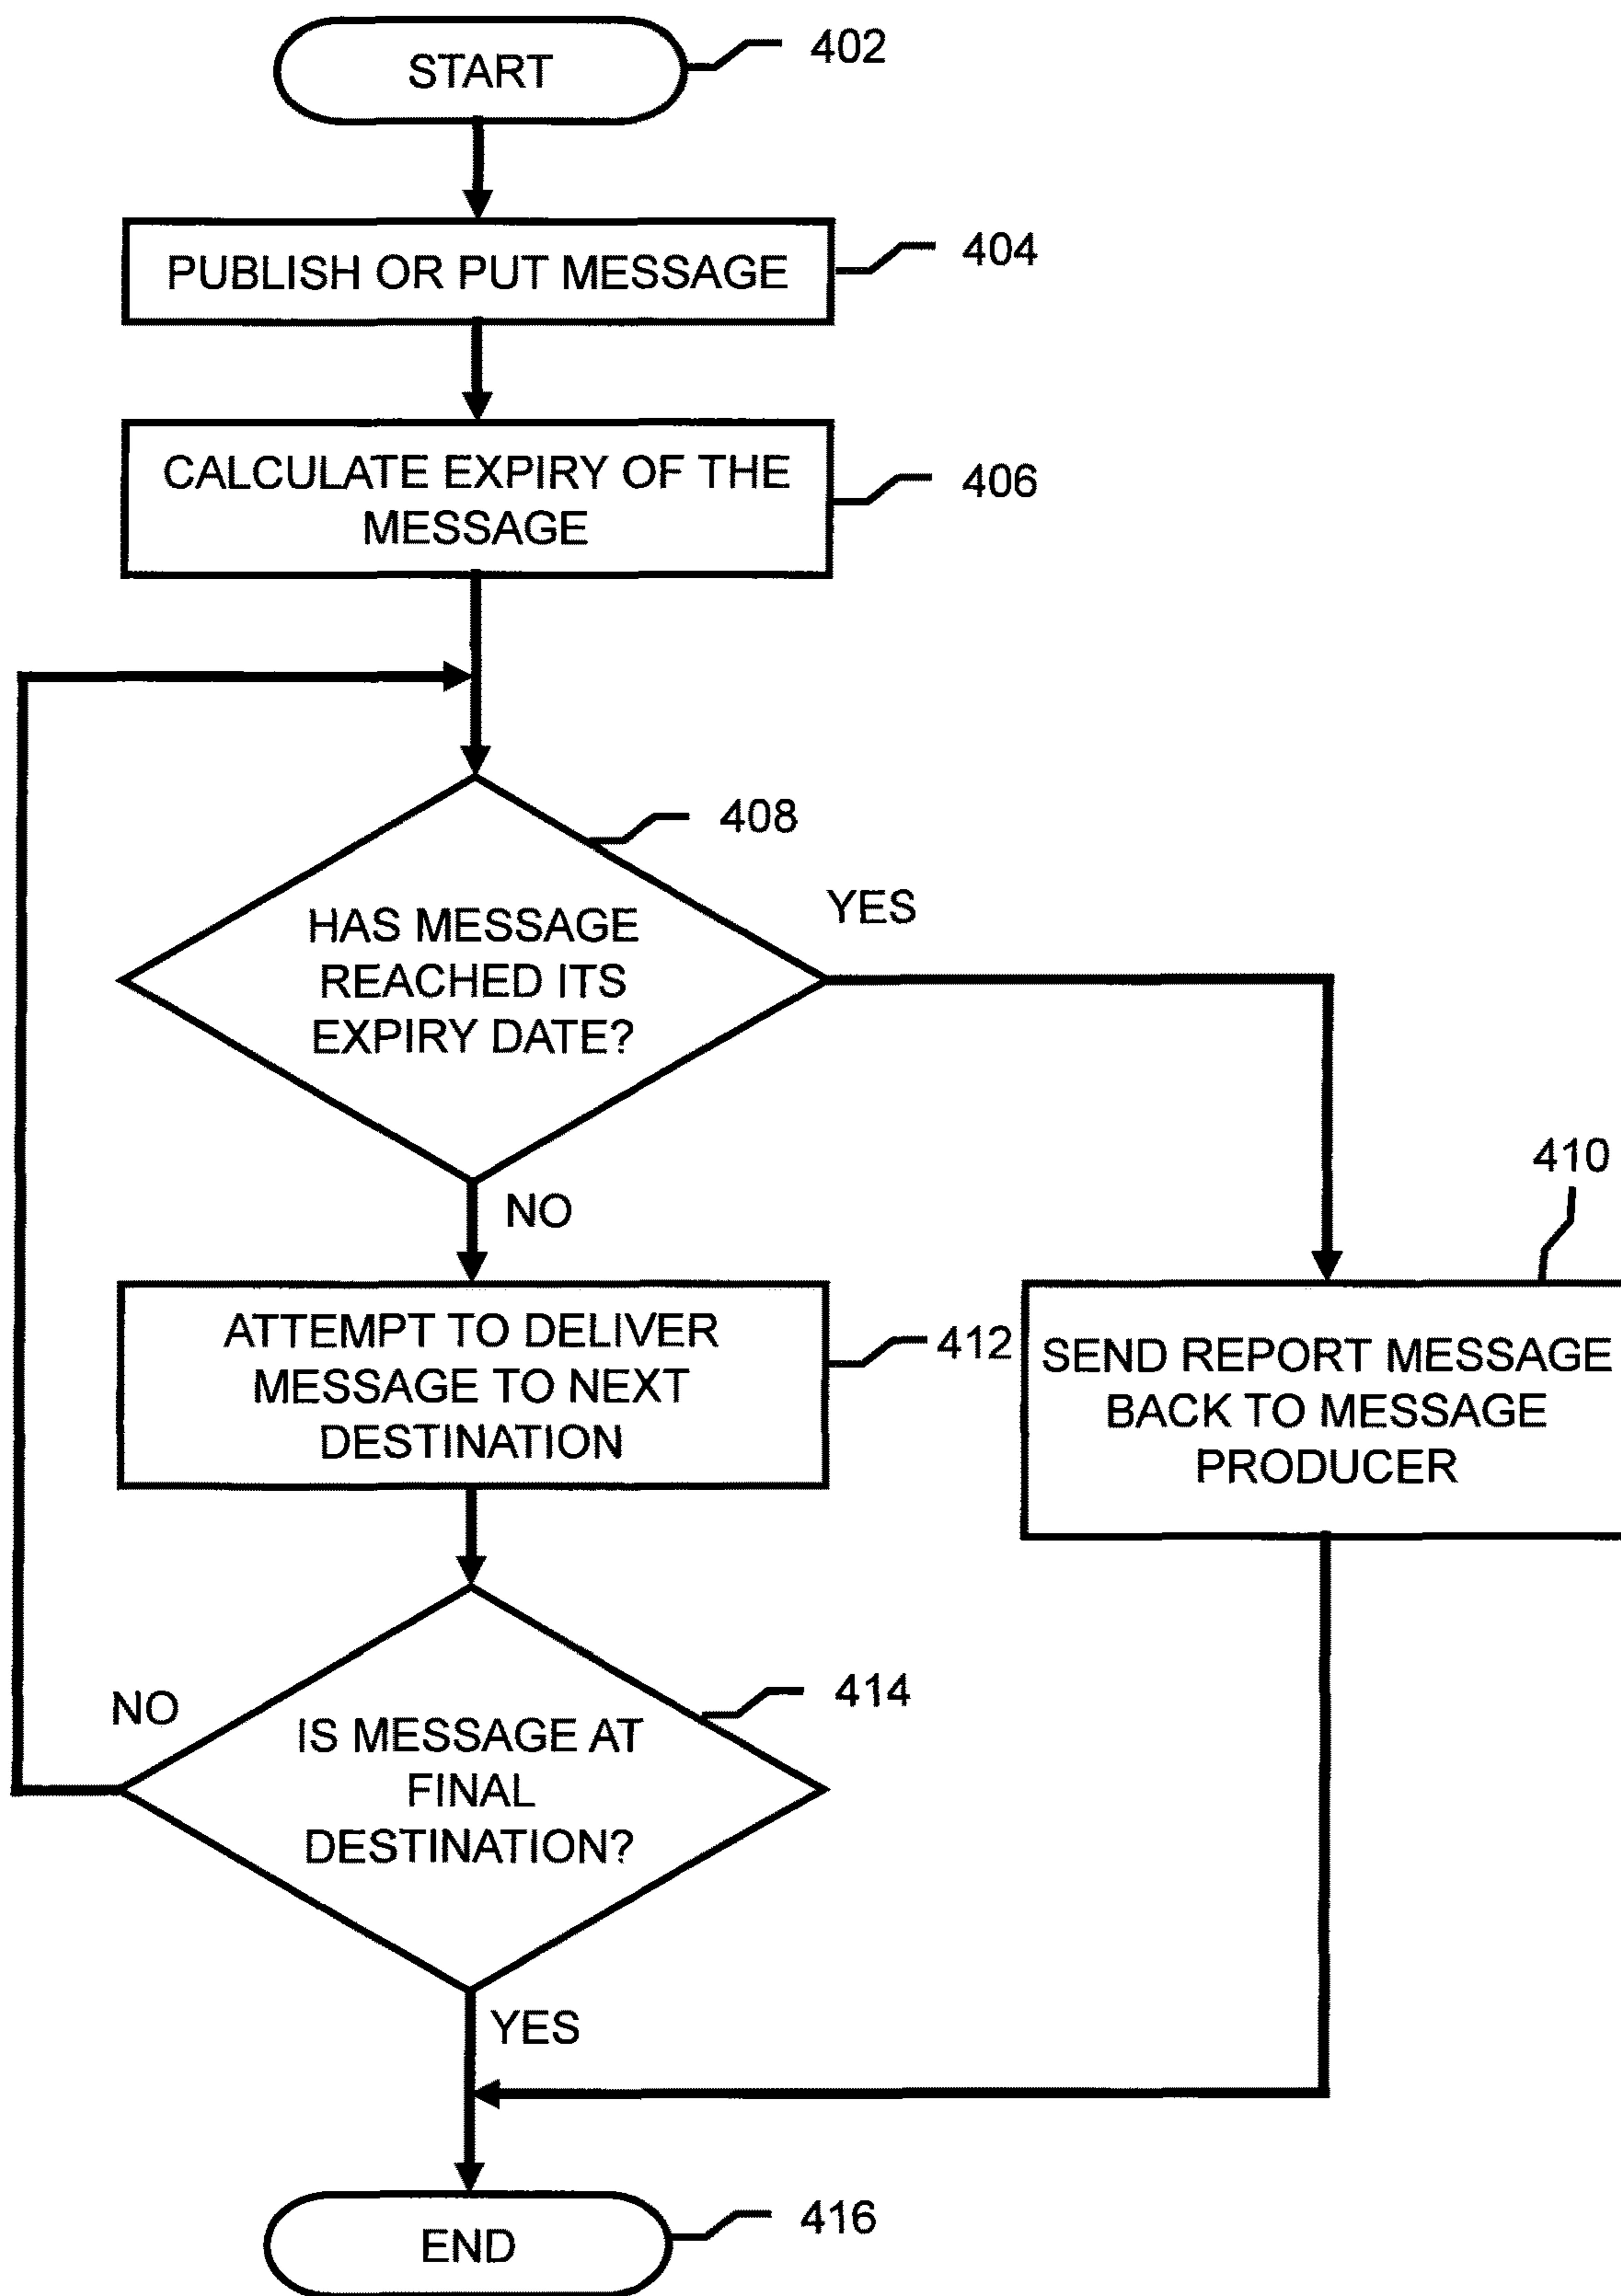 START
402
PUBLISH OR PUT MESSAGE
404
CALCULATE EXPIRY OF THE
MESSAGE
406
408
HAS MESSAGE
REACHED ITS
EXPIRY DATE?
YES
NO
410
ATTEMPT TO DELIVER
MESSAGE TO NEXT
DESTINATION
412
SEND REPORT MESSAGE
BACK TO MESSAGE
PRODUCER
NO
414
IS MESSAGE AT
FINAL
DESTINATION?
YES
END
416